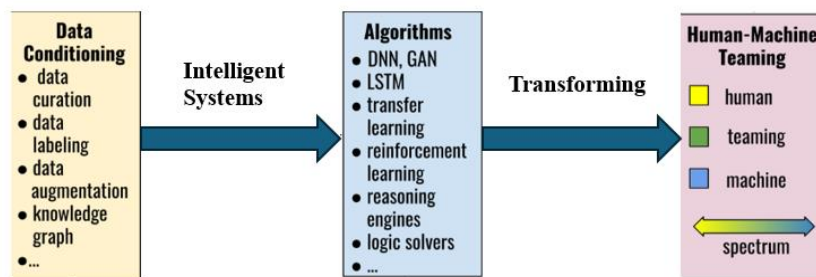 Data
Conditioning
● data
curation
● data
labeling
● data
augmentation
● knowledge
graph
●...
Intelligent
Systems
Algorithms
● DNN, GAN
● LSTM
● transfer
learning
● reinforcement
learning
● reasoning
engines
● logic solvers
● ...
Transforming
Human-Machine
Teaming
human
teaming
machine
spectrum